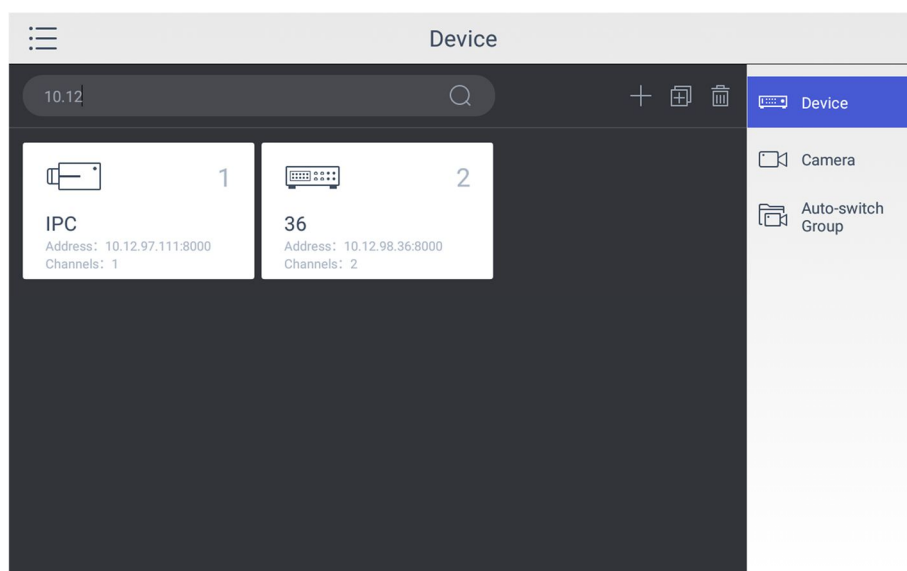 Device
10.12
1
IPC
Address: 10.12.97.111:8000
Channels: 1
2
36
Address: 10.12.98.36:8000
Channels: 2
Device
Camera
Auto-switch
Group